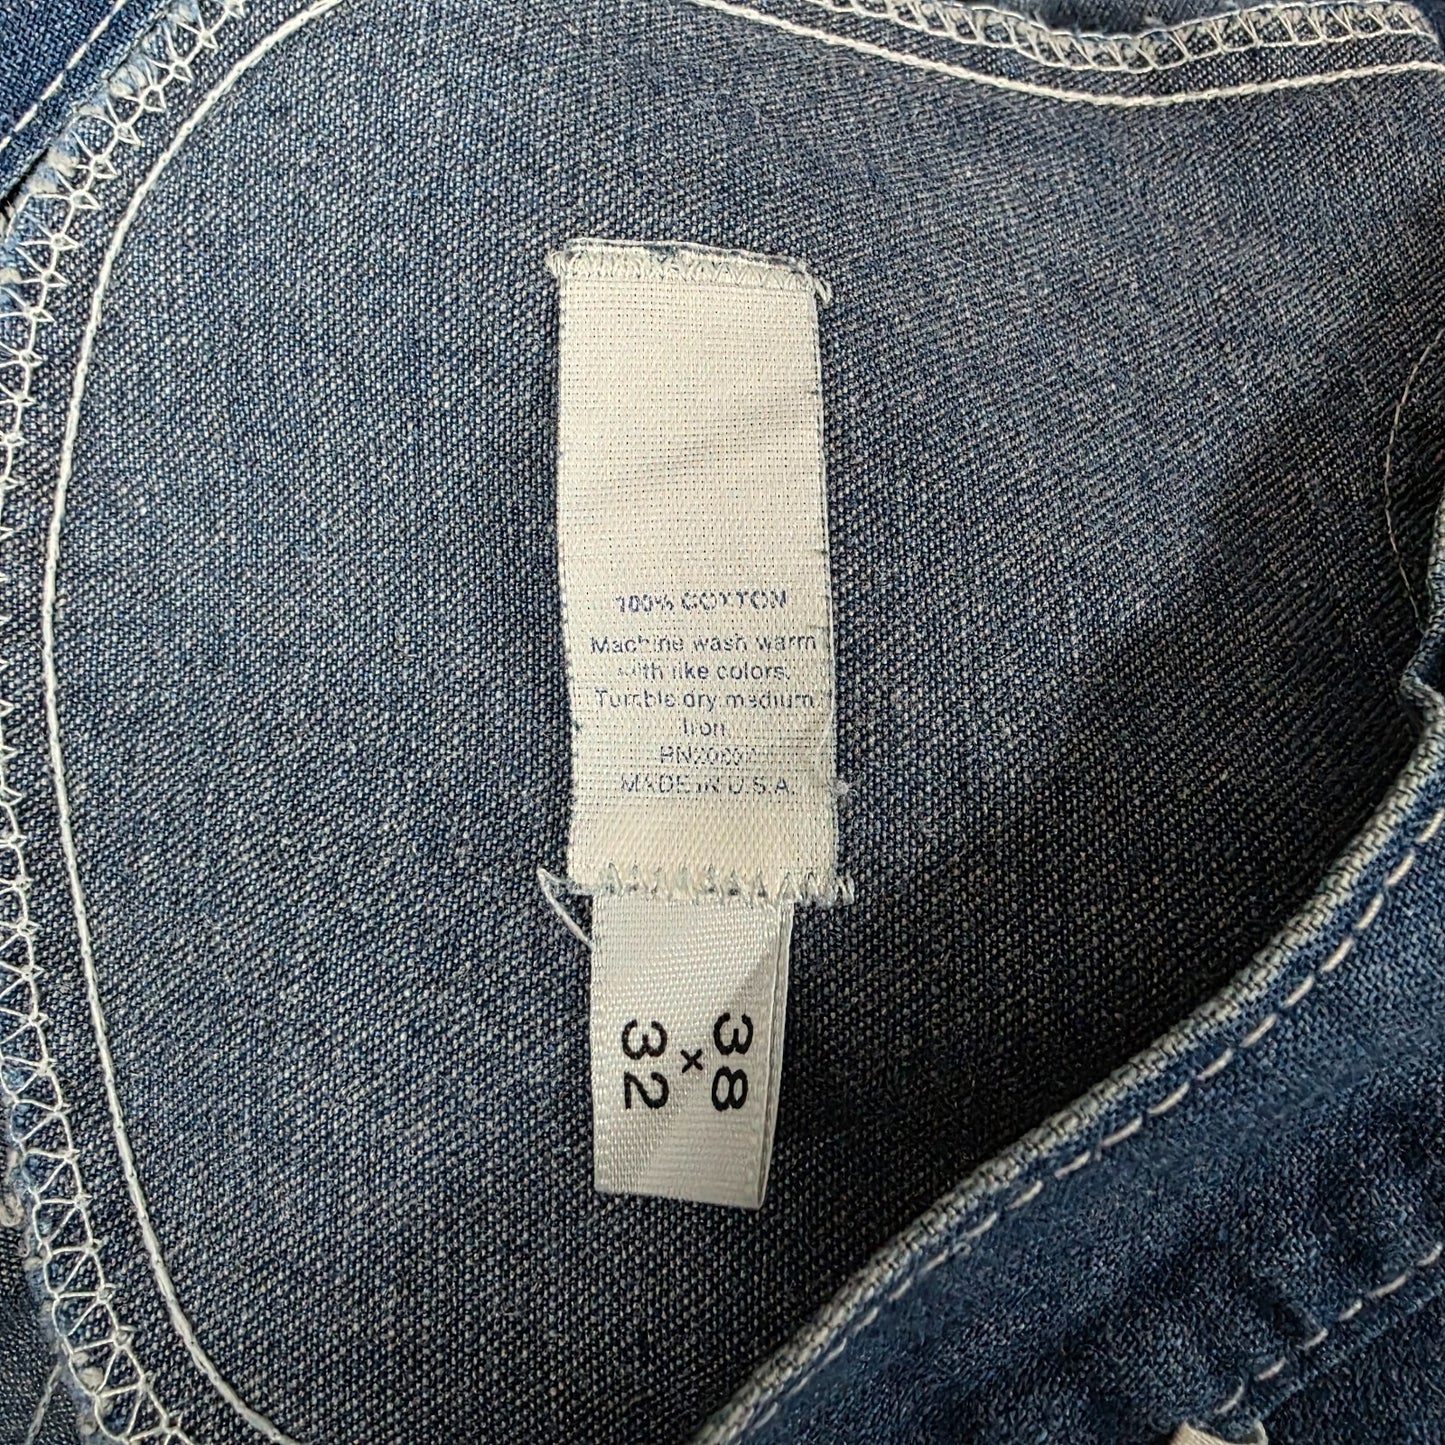 100% COTTON
Machine wash warm
with like colors.
Tumble dry medium
Iron
MADE IN U.S.A.
38
×
32